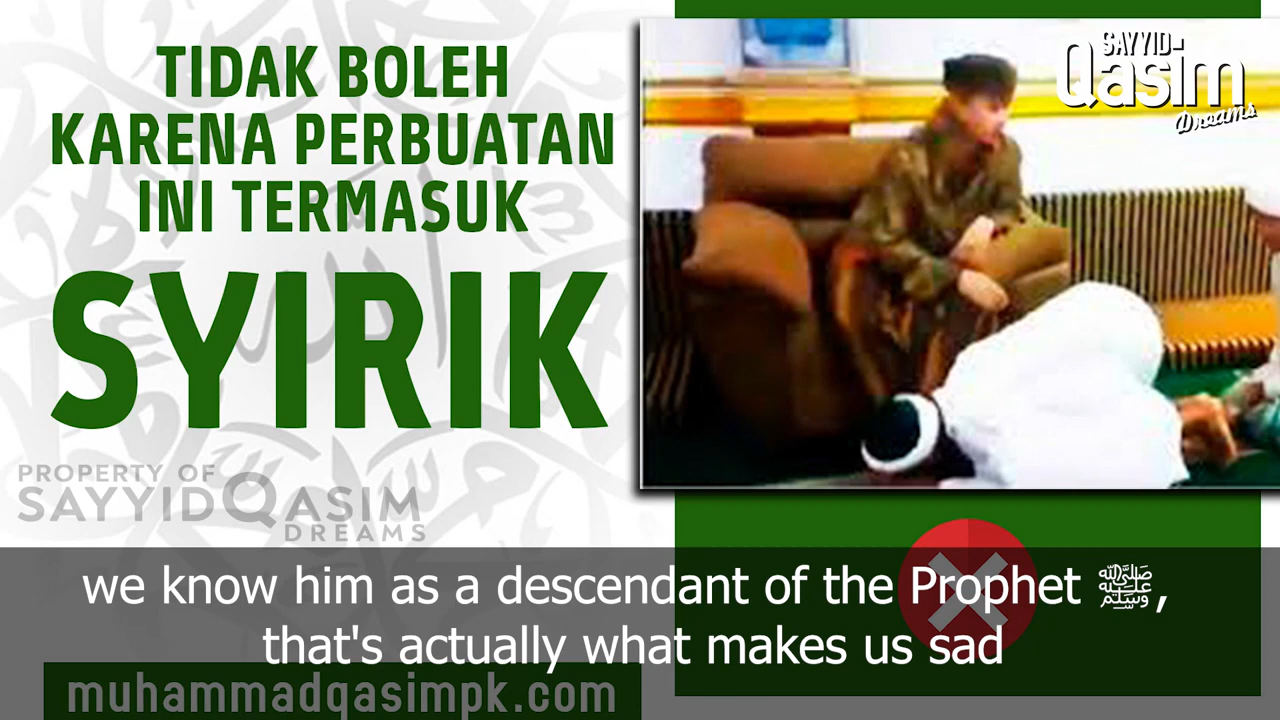 TIDAK BOLEH
KARENA PERBUATAN
INI TERMASUK
SYIRIK
SAYYID-
Qasim
Dreams
PROPERTY OF
SAYYIDQASIM
DREAMS
we know him as a descendant of the Prophet ﷺ,
that's actually what makes us sad
muhammadqasimpk.com